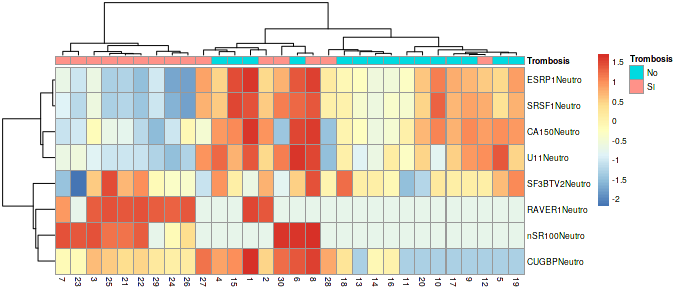 Trombosis
ESRP1Neutro
SRSF1Neutro
CA150Neutro
U11Neutro
SF3BTV2Neutro
RAVER1Neutro
nSR100Neutro
CUGBPNeutro
7 23 3 25 21 22 29 24 26 27 4 15 1 2 30 6 8 28 18 13 14 16 11 20 10 17 9 12 5 19
1.5
1
0.5
0
-0.5
-1
-1.5
-2
Trombosis
No
SI